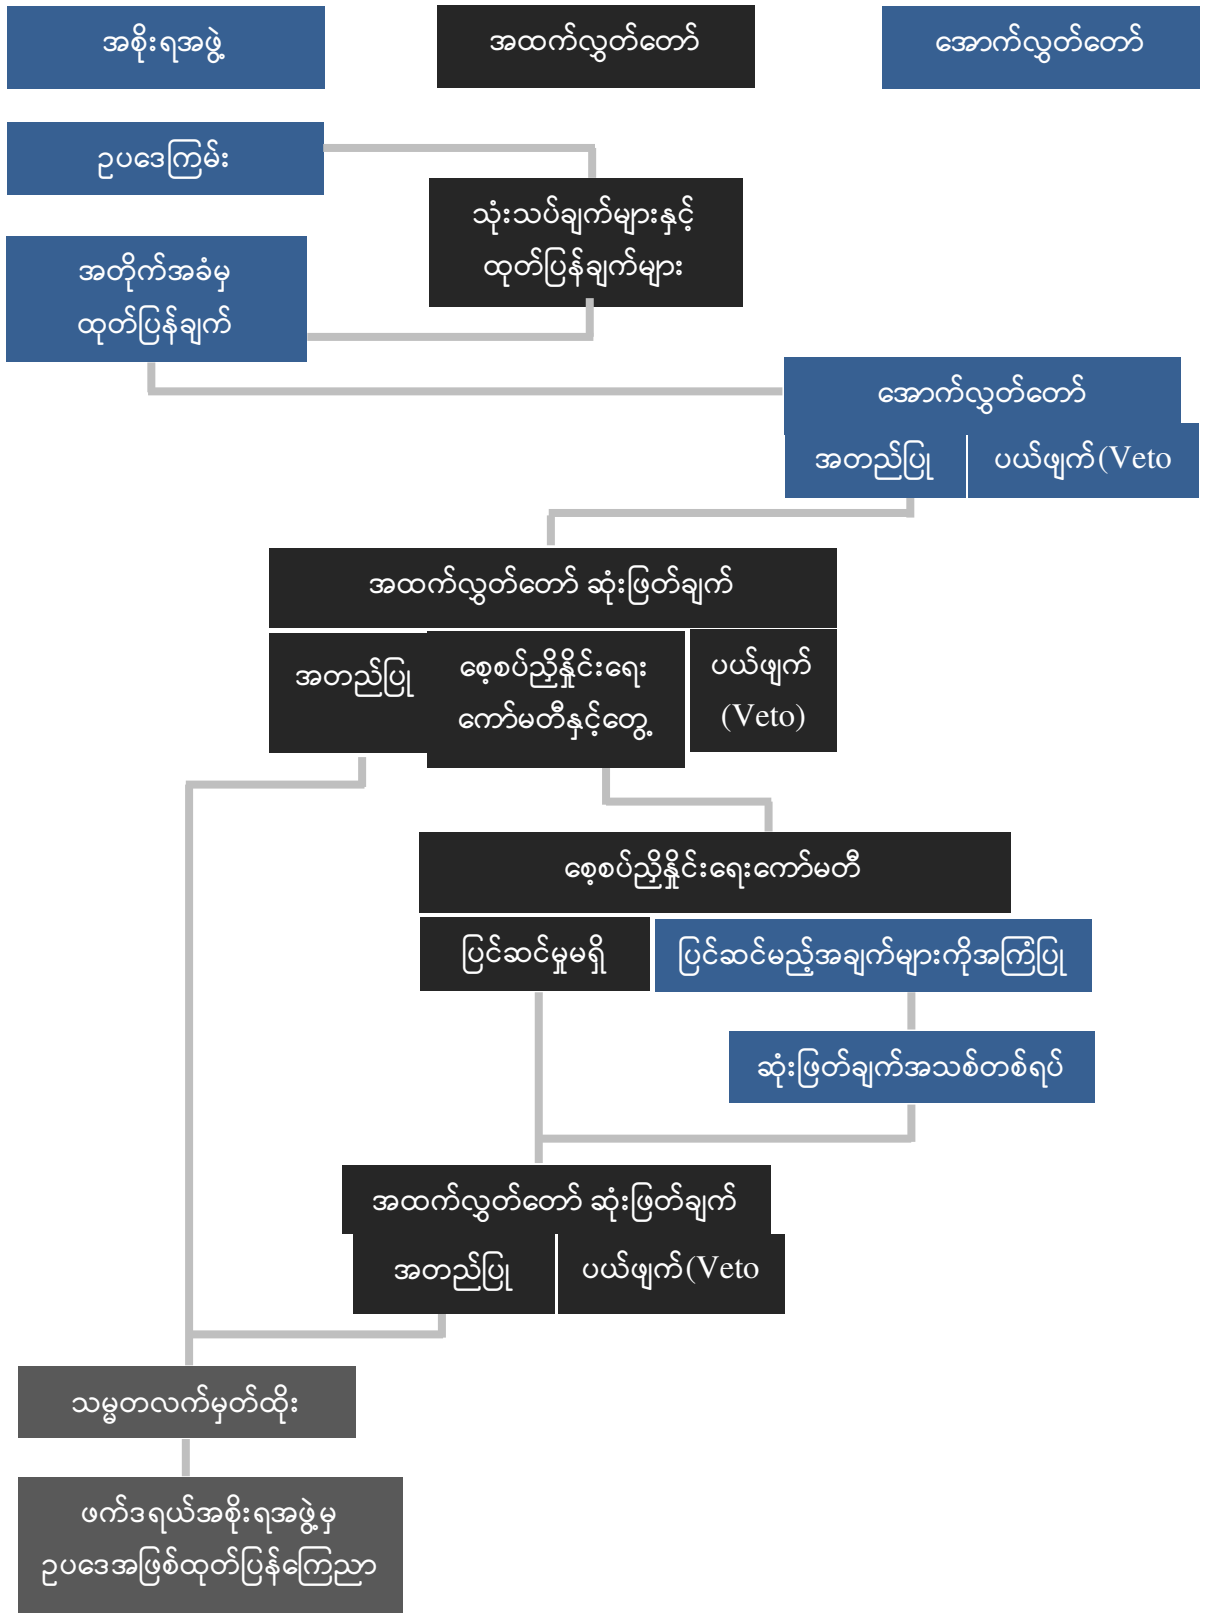 အစိုးရအဖွဲ့
အထက်လွှတ်တော်
အောက်လွှတ်တော်
ဥပဒေကြမ်း
သုံးသပ်ချက်များနှင့်
ထုတ်ပြန်ချက်များ
အတိုက်အခံမှ
ထုတ်ပြန်ချက်
အောက်လွှတ်တော်
အတည်ပြု
ပယ်ဖျက်(Veto
အထက်လွှတ်တော် ဆုံးဖြတ်ချက်
အတည်ပြု
စေ့စပ်ညှိနှိုင်းရေး
ကော်မတီနှင့်တွေ့
ပယ်ဖျက်
(Veto)
စေ့စပ်ညှိနှိုင်းရေးကော်မတီ
ပြင်ဆင်မှုမရှိ
ပြင်ဆင်မည့်အချက်များကိုအကြံပြု
ဆုံးဖြတ်ချက်အသစ်တစ်ရပ်
အထက်လွှတ်တော် ဆုံးဖြတ်ချက်
အတည်ပြု
ပယ်ဖျက်(Veto
သမ္မတလက်မှတ်ထိုး
ဖက်ဒရယ်အစိုးရအဖွဲ့မှ
ဥပဒေအဖြစ်ထုတ်ပြန်ကြေညာ